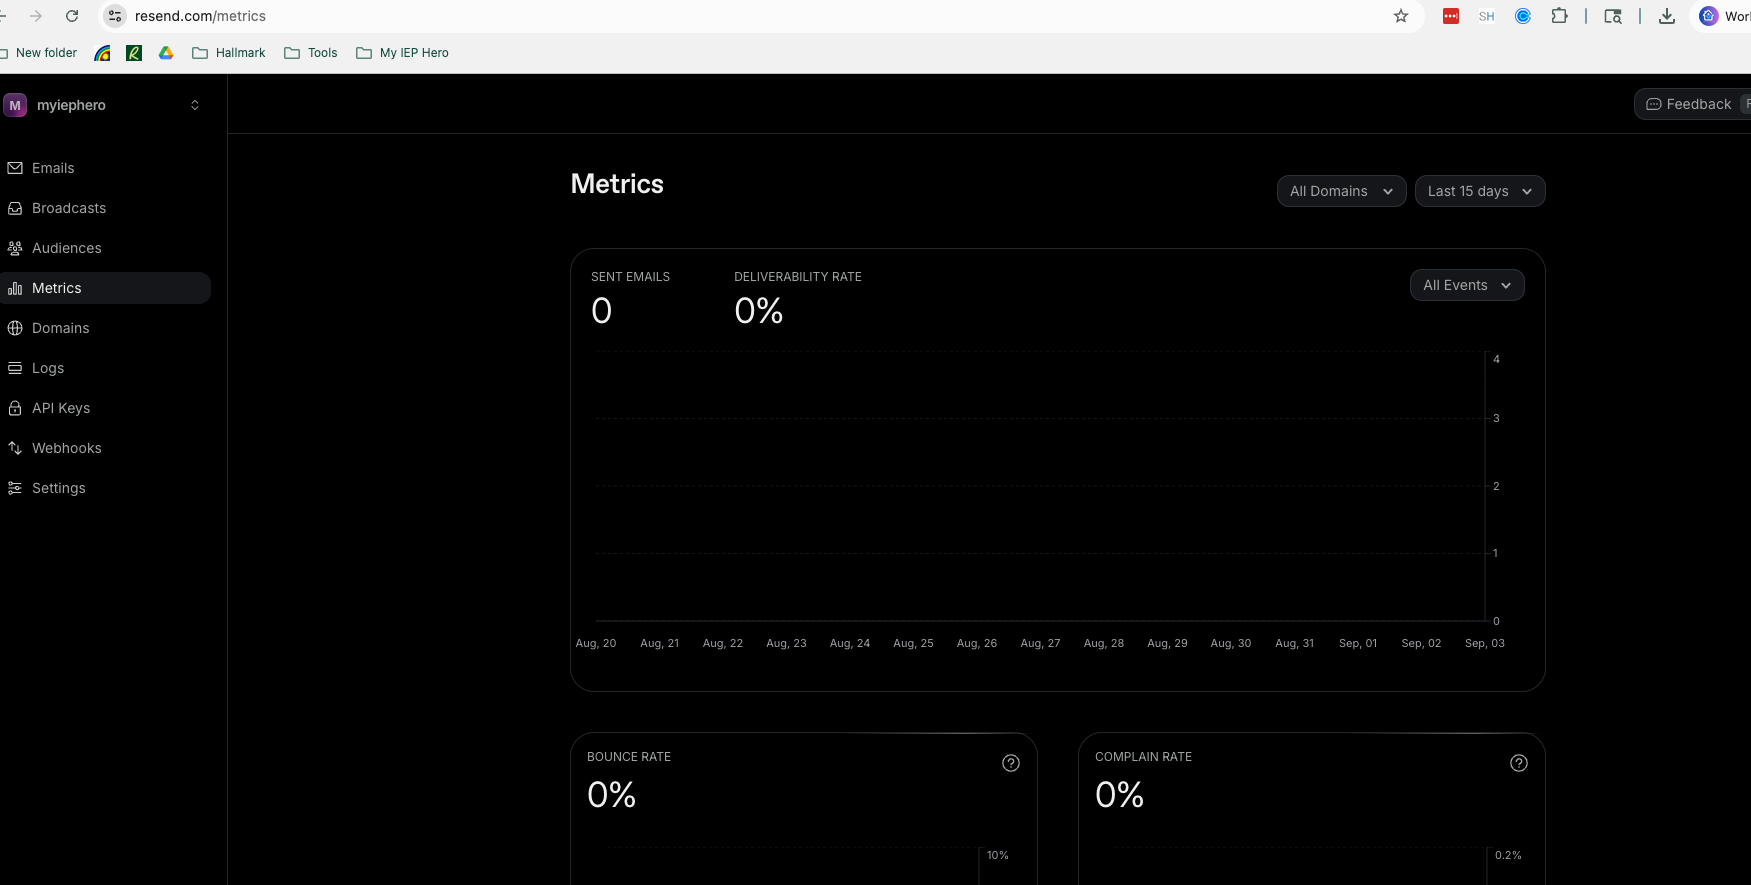 resend.com/metrics
SH
Work
New folder
Hallmark
Tools
My IEP Hero
M
myiephero
Feedback
F
Emails
Broadcasts
Audiences
Metrics
Domains
Logs
API Keys
Webhooks
Settings
Metrics
All Domains
Last 15 days
SENT EMAILS
0
DELIVERABILITY RATE
0%
All Events
4
3
2
1
0
Aug, 20 Aug, 21 Aug, 22 Aug, 23 Aug, 24 Aug, 25 Aug, 26 Aug, 27 Aug, 28 Aug, 29 Aug, 30 Aug, 31 Sep, 01 Sep, 02 Sep, 03
BOUNCE RATE
0%
10%
COMPLAIN RATE
0%
0.2%